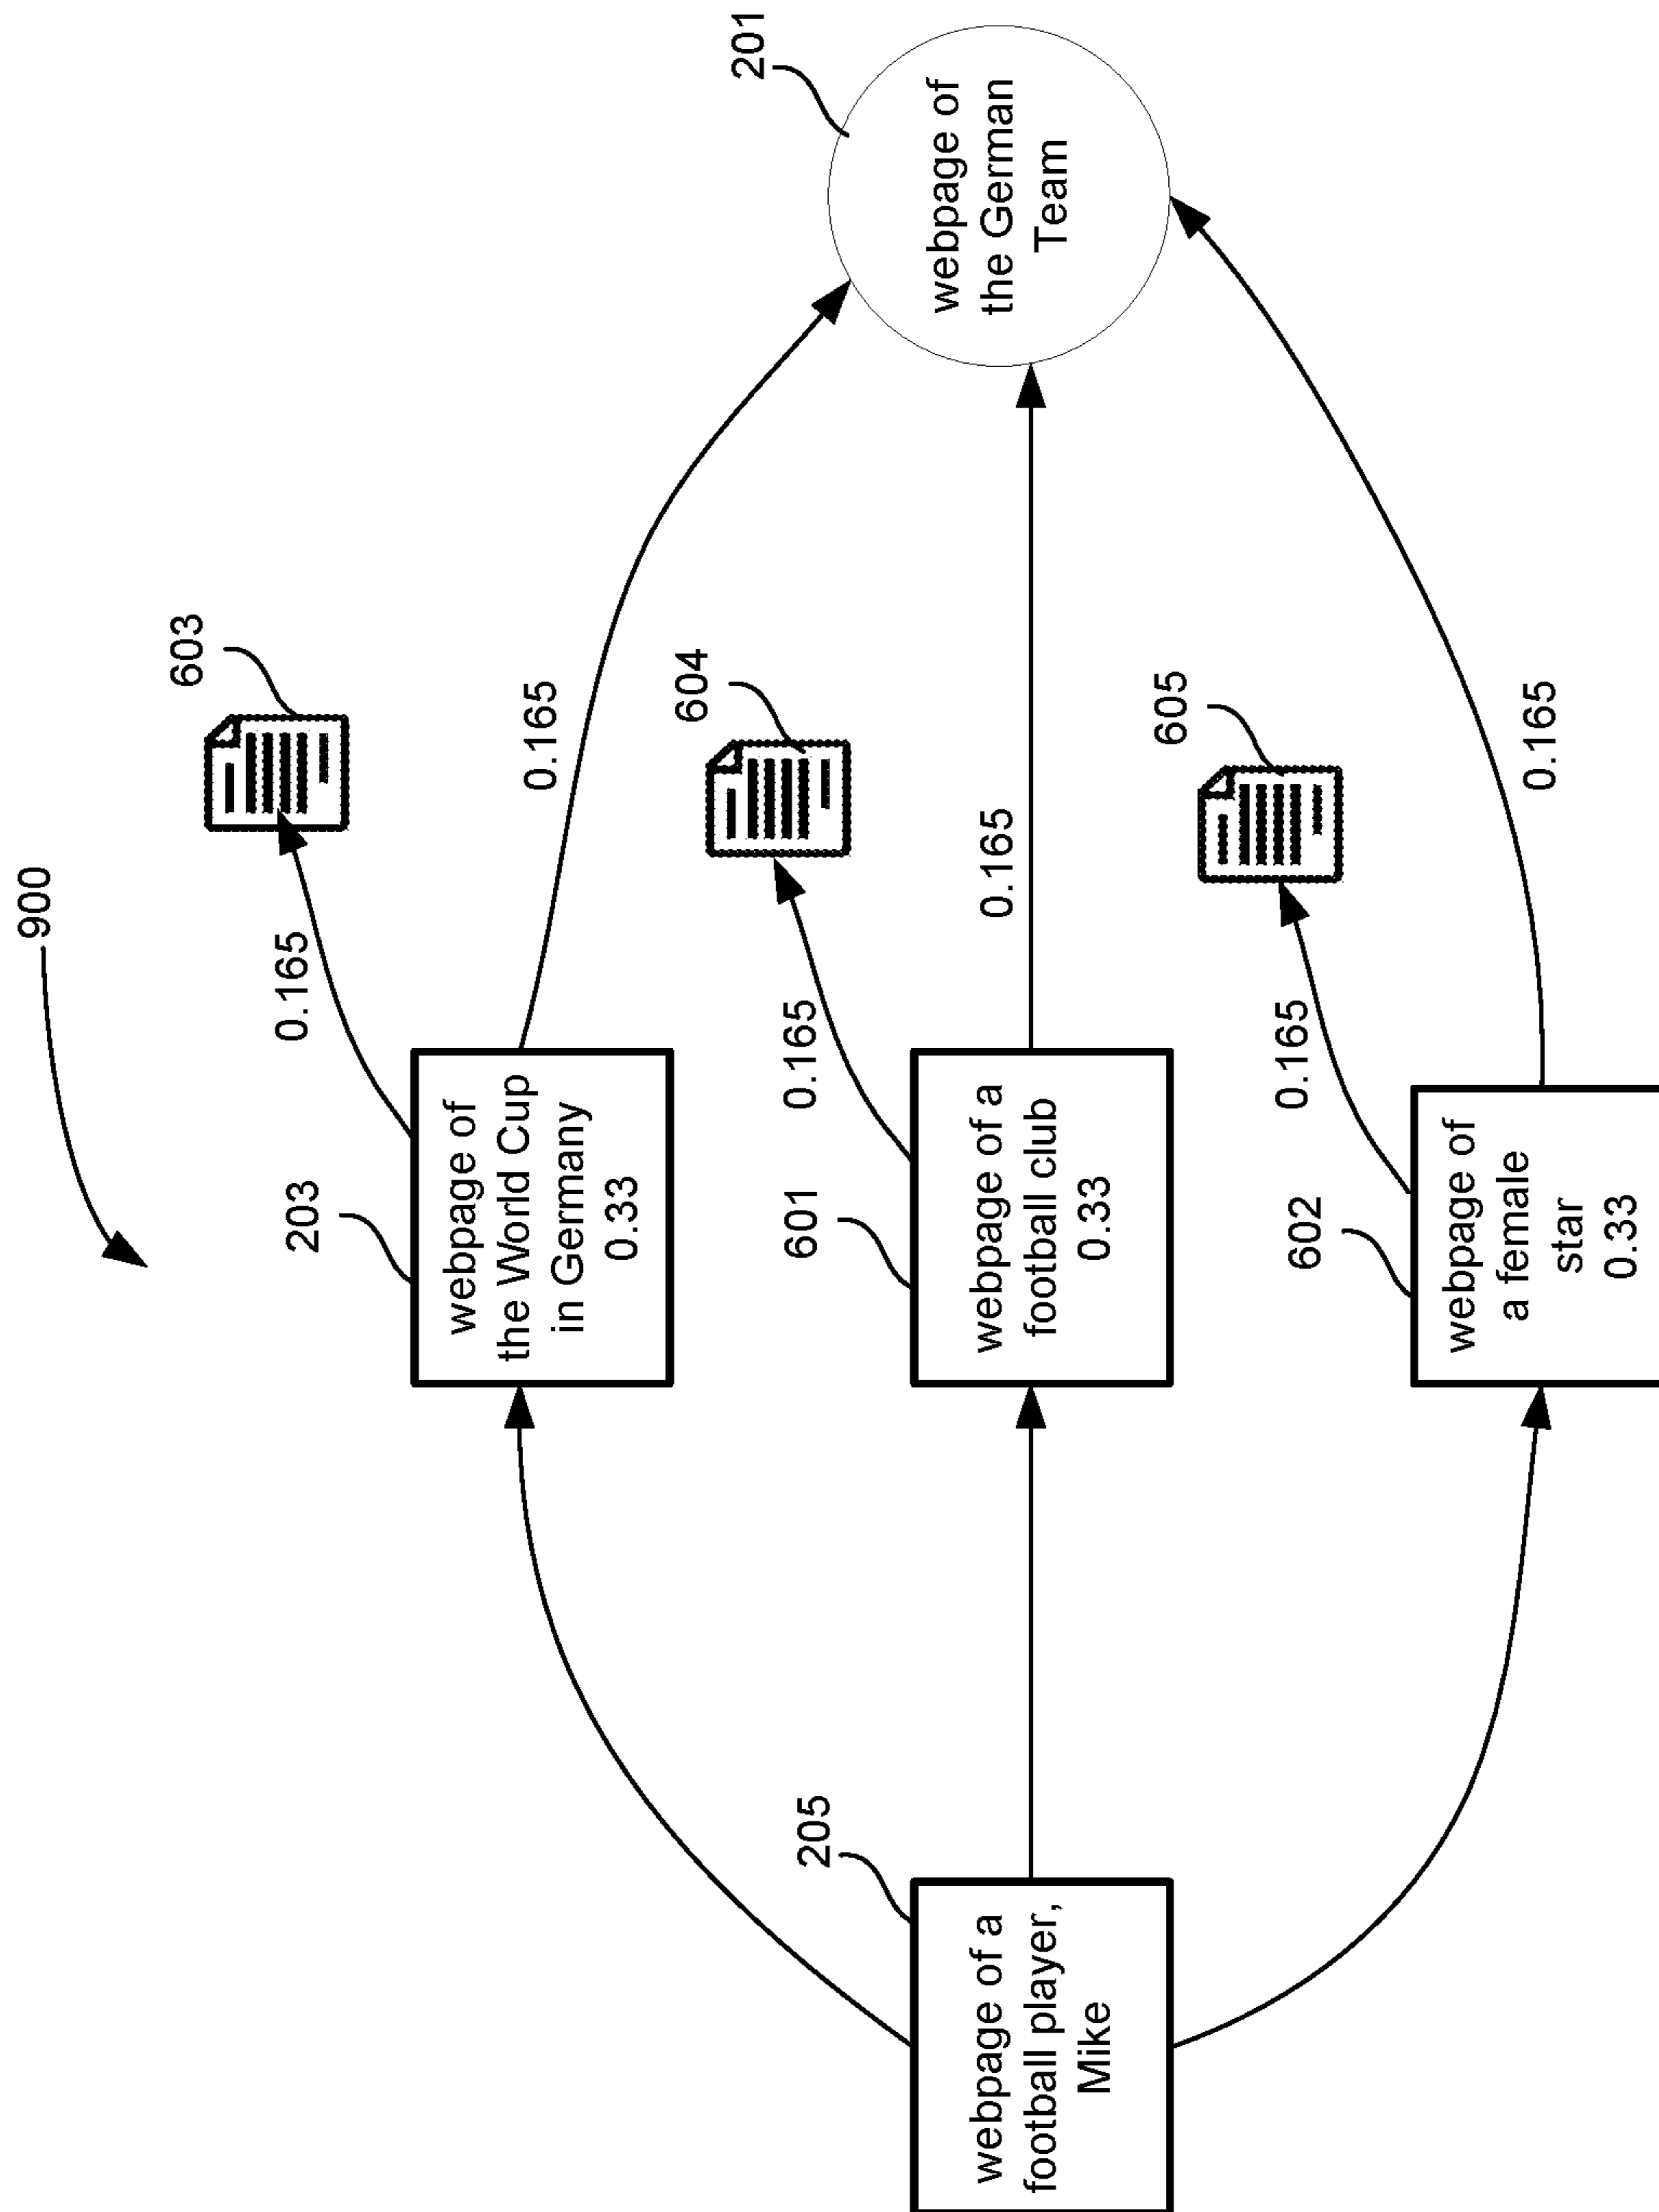 900
603
0.165
203
webpage of
the World Cup
in Germany
0.33
0.165
201
webpage of
the German
Team
205
webpage of a
football player,
Mike
604
0.165
601
webpage of a
football club
0.33
0.165
605
0.165
602
webpage of
a female
star
0.33
0.165